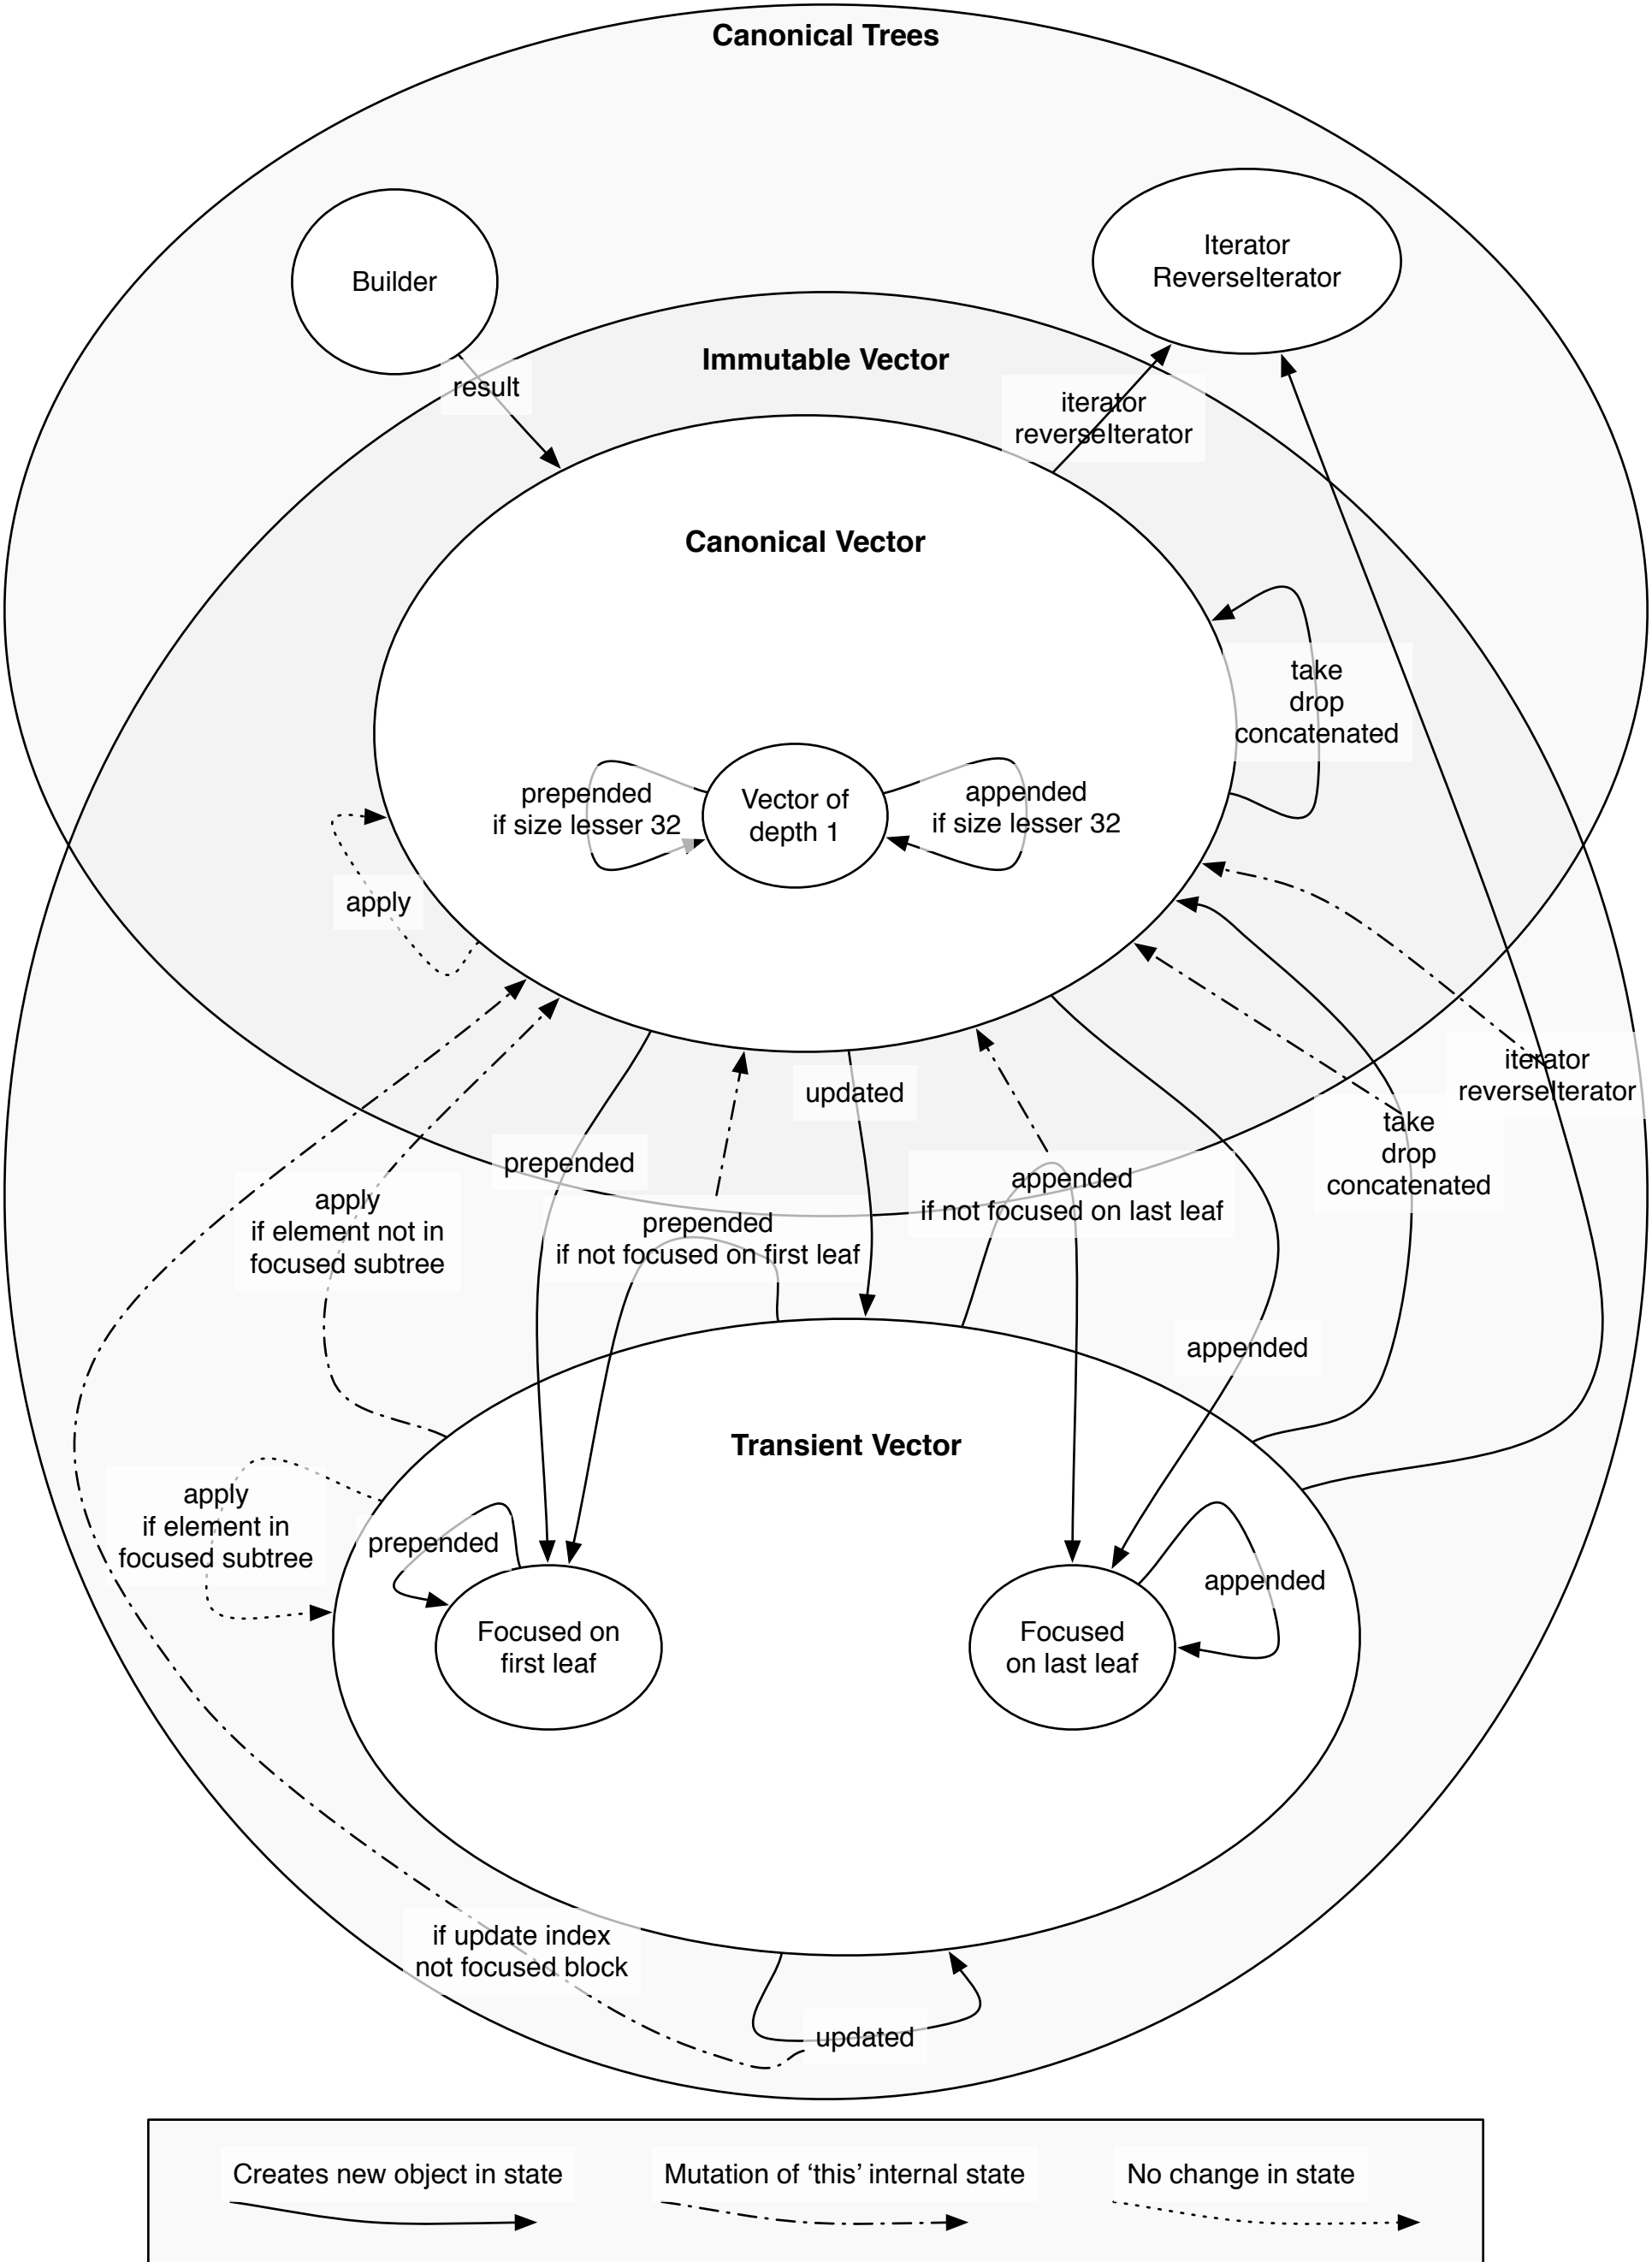 Canonical Trees
Builder
Iterator
ReverseIterator
Immutable Vector
result
iterator
reverseIterator
Canonical Vector
take
drop
concatenated
prepended
if size lesser 32
Vector of
depth 1
appended
if size lesser 32
apply
iterator
reverseIterator
updated
take
drop
concatenated
prepended
appended
if not focused on last leaf
apply
if element not in
focused subtree
prepended
if not focused on first leaf
appended
Transient Vector
apply
if element in
focused subtree
prepended
appended
Focused on
first leaf
Focused
on last leaf
if update index
not focused block
updated
Creates new object in state
Mutation of ‘this’ internal state
No change in state